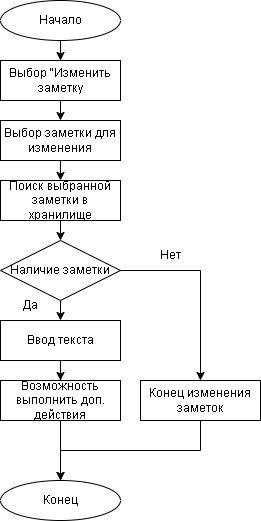 Начало
Выбор "Изменить
заметку
Выбор заметки для
изменения
Поиск выбранной
заметки в
хранилище
Наличие заметки
Нет
Да
Ввод текста
Возможность
выполнить доп.
действия
Конец изменения
заметок
Конец